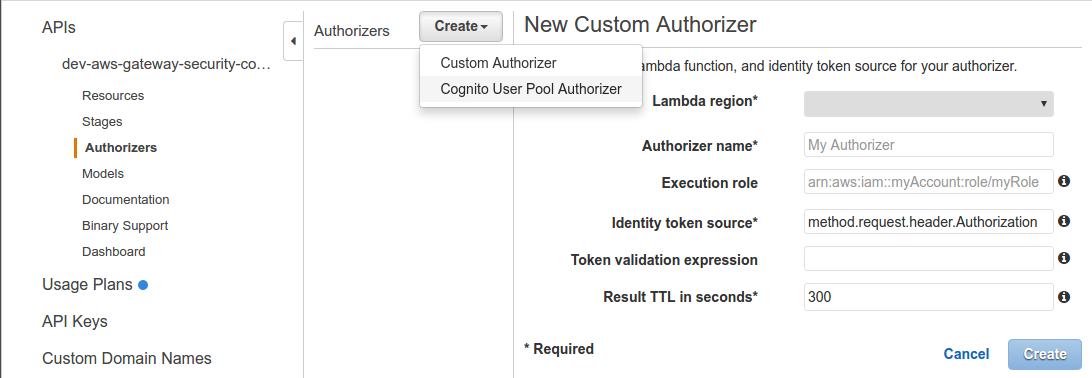 APIs
dev-aws-gateway-security-co...
Resources
Stages
Authorizers
Models
Documentation
Binary Support
Dashboard
Usage Plans
API Keys
Custom Domain Names
Authorizers
Create
Custom Authorizer
Cognito User Pool Authorizer
New Custom Authorizer
function, and identity token source for your authorizer.
Lambda region*
Authorizer name* My Authorizer
Execution role arn:aws:iam::myAccount:role/myRole
Identity token source* method.request.header.Authorization
Token validation expression
Result TTL in seconds* 300
* Required
Cancel
Create